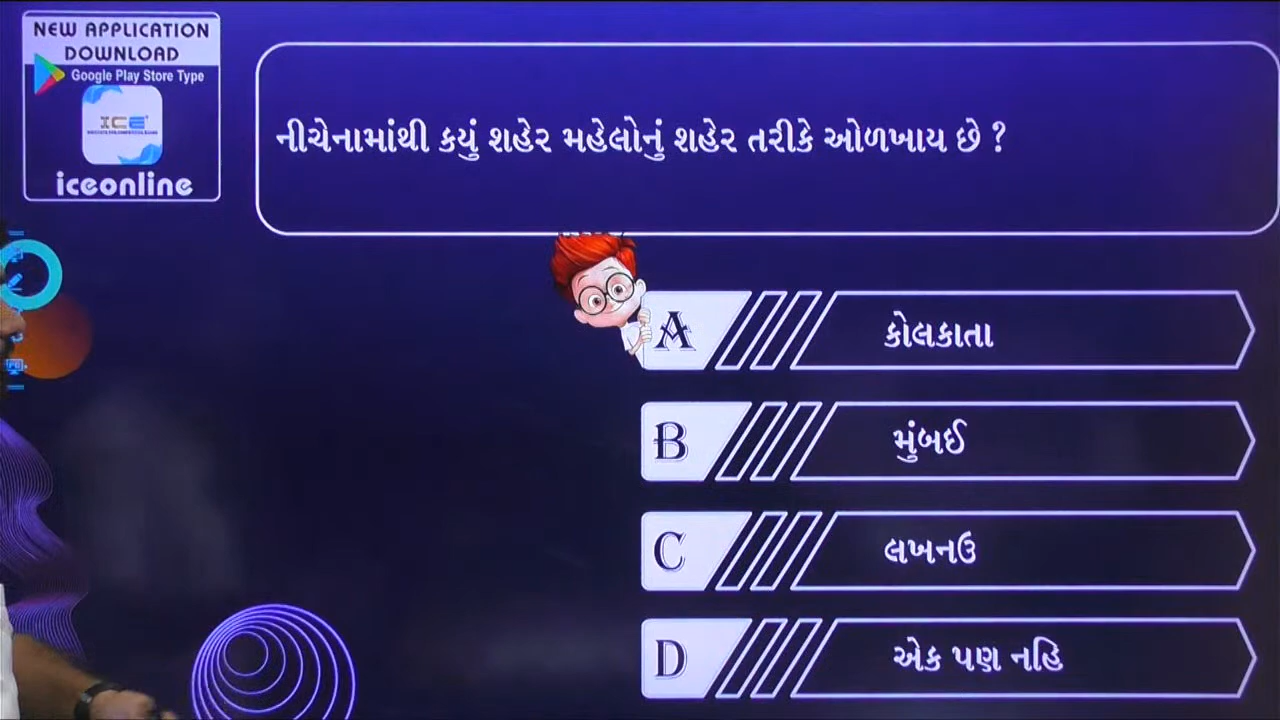 NEW APPLICATION
DOWNLOAD
Google Play Store Type
ICE
iceonline
નીચેનામાંથી કયું શહેર મહેલોનું શહેર તરીકે ઓળખાય છે ?
A કોલકાતા
B મુંબઈ
C લખનઉ
D એક પણ નહિ